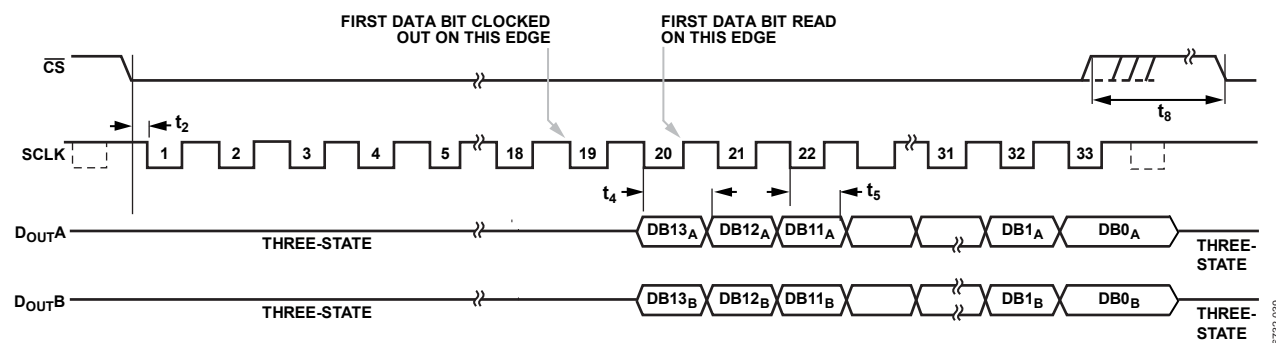 FIRST DATA BIT CLOCKED
OUT ON THIS EDGE
FIRST DATA BIT READ
ON THIS EDGE
CS
t8
t2
SCLK
1 2 3 4 5 18 19 20 21 22 31 32 33
t4
t5
DOUTA
THREE-STATE
DB13A DB12A DB11A DB1A DB0A
THREE-
STATE
DOUTB
THREE-STATE
DB13B DB12B DB11B DB1B DB0B
THREE-
STATE